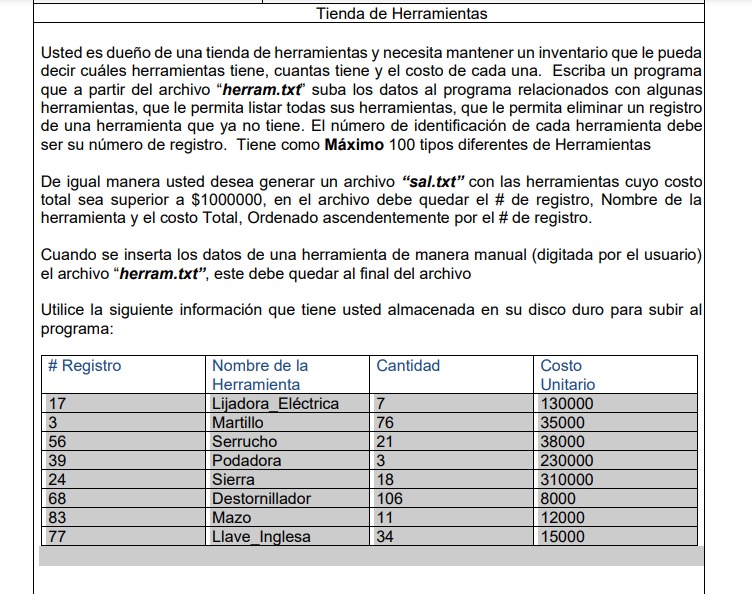 Tienda de Herramientas
Usted es dueño de una tienda de herramientas y necesita mantener un inventario que le pueda
decir cuáles herramientas tiene, cuantas tiene y el costo de cada una. Escriba un programa
que a partir del archivo “herram.txt” suba los datos al programa relacionados con algunas
herramientas, que le permita listar todas sus herramientas, que le permita eliminar un registro
de una herramienta que ya no tiene. El número de identificación de cada herramienta debe
ser su número de registro. Tiene como Máximo 100 tipos diferentes de Herramientas
De igual manera usted desea generar un archivo “sal.txt” con las herramientas cuyo costo
total sea superior a $1000000, en el archivo debe quedar el # de registro, Nombre de la
herramienta y el costo Total, Ordenado ascendentemente por el # de registro.
Cuando se inserta los datos de una herramienta de manera manual (digitada por el usuario)
el archivo “herram.txt”, este debe quedar al final del archivo
Utilice la siguiente información que tiene usted almacenada en su disco duro para subir al
programa:
# Registro Nombre de la Cantidad Costo
Herramienta Unitario
17 Lijadora_Eléctrica 7 130000
3 Martillo 76 35000
56 Serrucho 21 38000
39 Podadora 3 230000
24 Sierra 18 310000
68 Destornillador 106 8000
83 Mazo 11 12000
77 Llave_Inglesa 34 15000